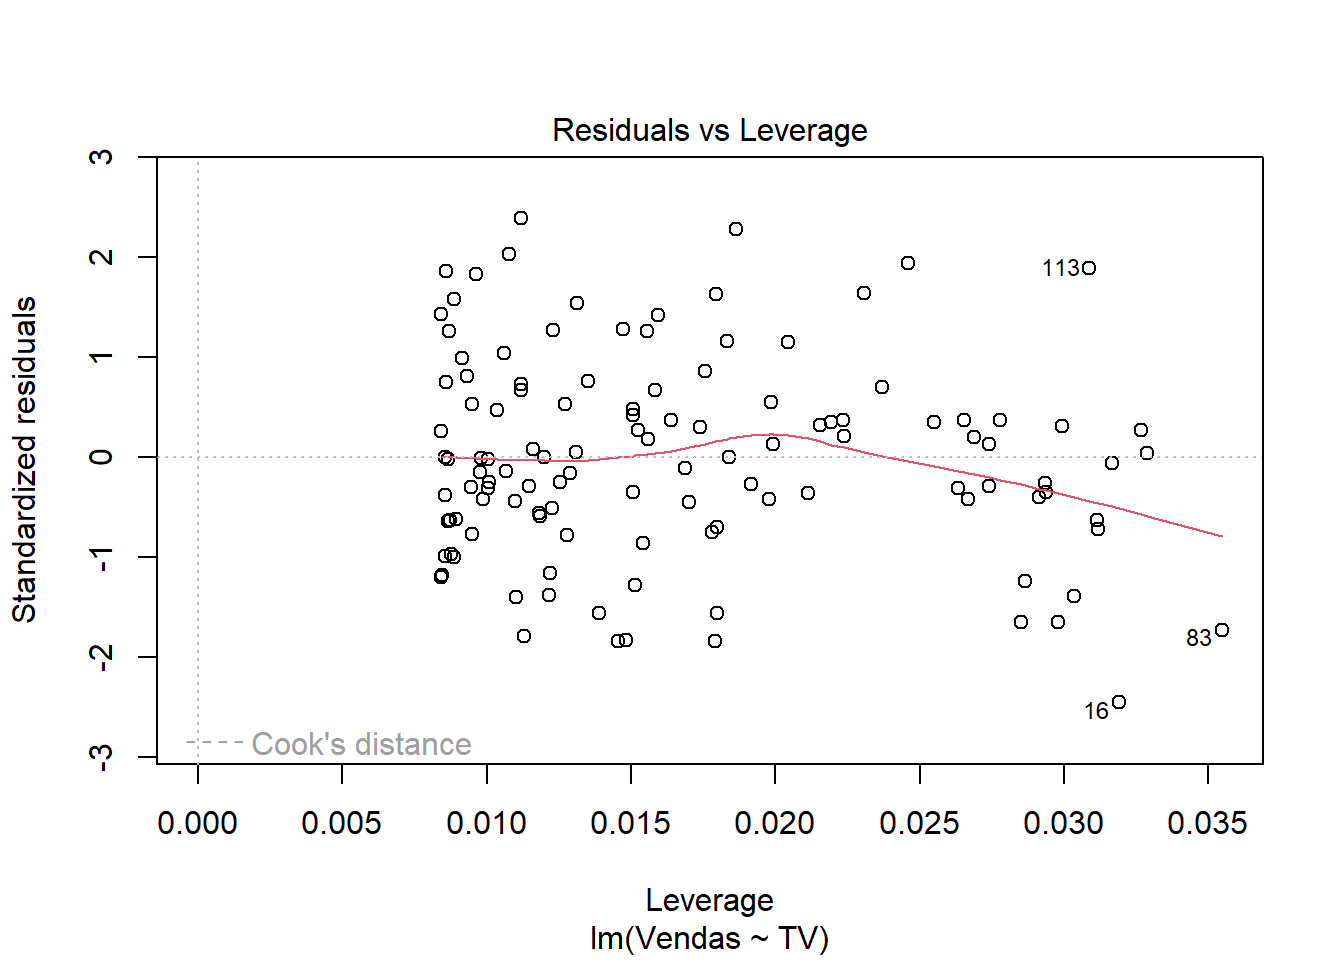 Residuals vs Leverage
Standardized residuals
3
2
1
0
-1
-2
-3
113
83
16
Cook's distance
0.000 0.005 0.010 0.015 0.020 0.025 0.030 0.035
Leverage
lm(Vendas ~ TV)